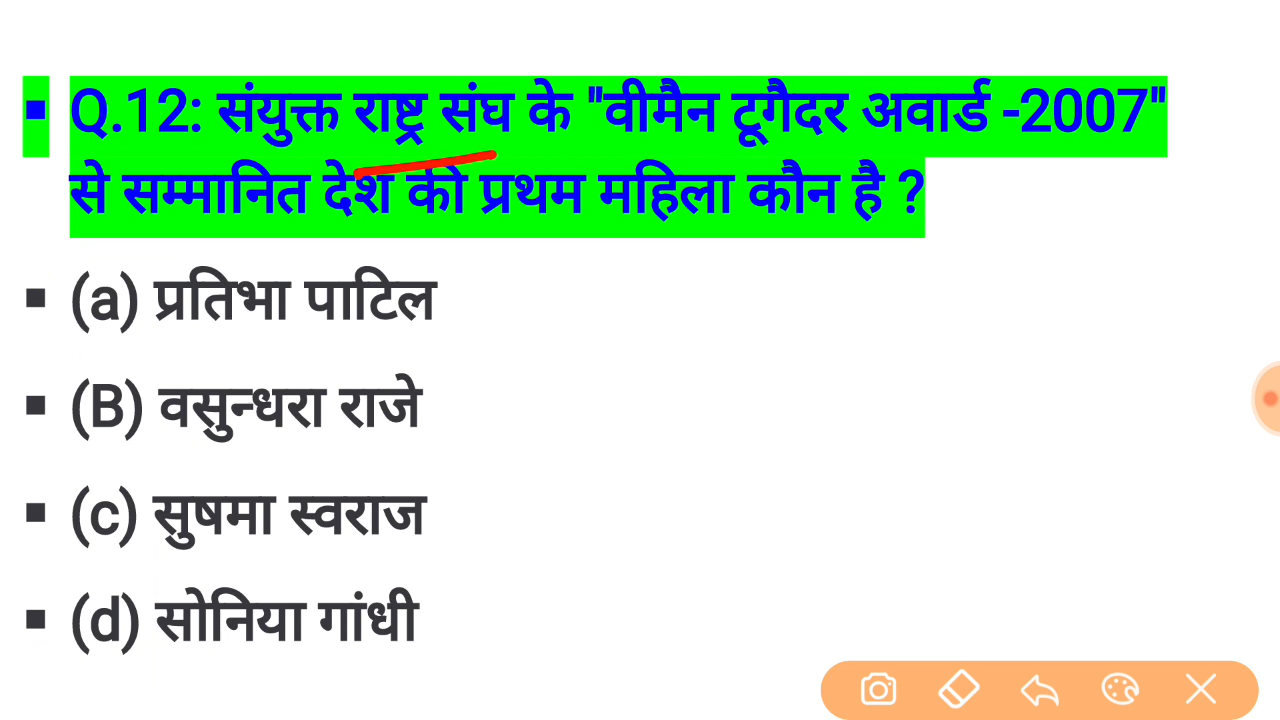 ▪ Q.12: संयुक्त राष्ट्र संघ के "वीमैन टूगैदर अवार्ड -2007"
से सम्मानित देश की प्रथम महिला कौन है ?
▪ (a) प्रतिभा पाटिल
▪ (B) वसुन्धरा राजे
▪ (c) सुषमा स्वराज
▪ (d) सोनिया गांधी